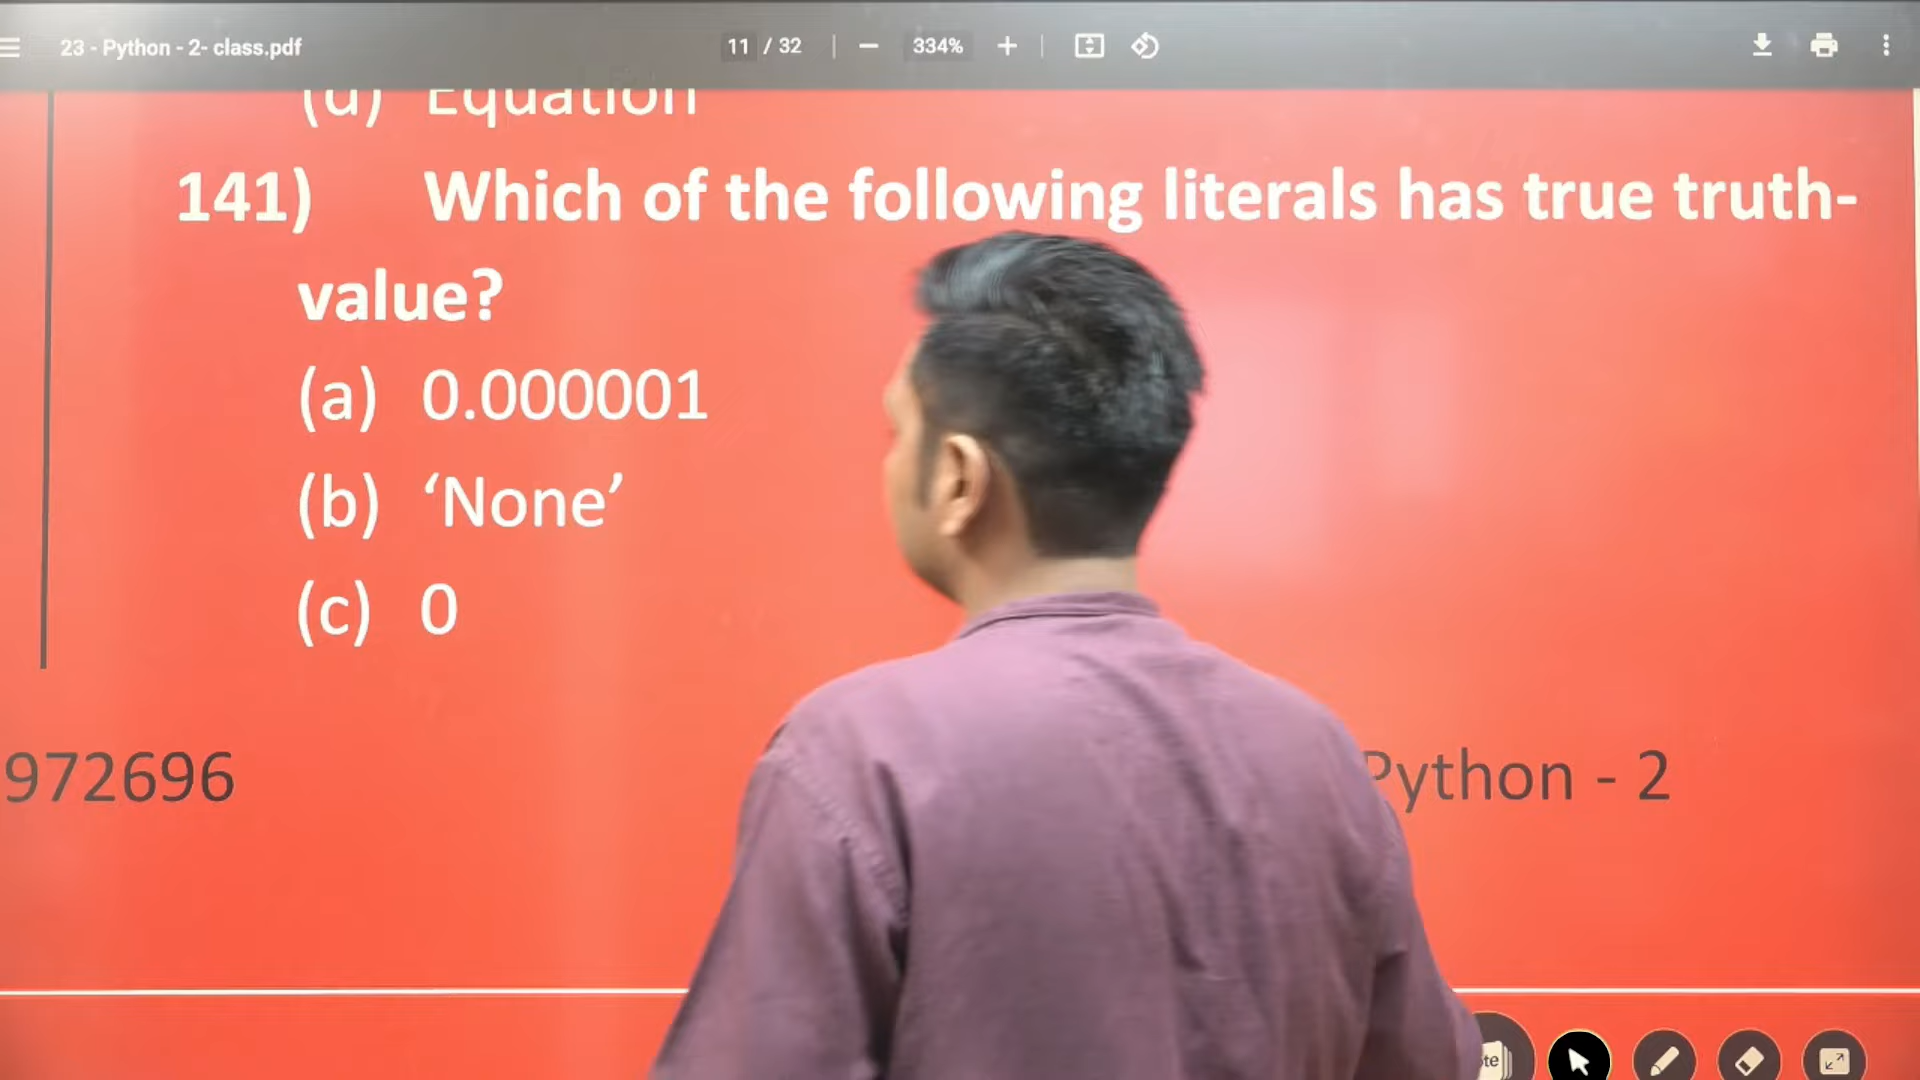 23 - Python - 2- class.pdf
11 / 32
334%
(d) Equation
141) Which of the following literals has true truth-
value?
(a) 0.000001
(b) ‘None’
(c) 0
972696
Python - 2
te